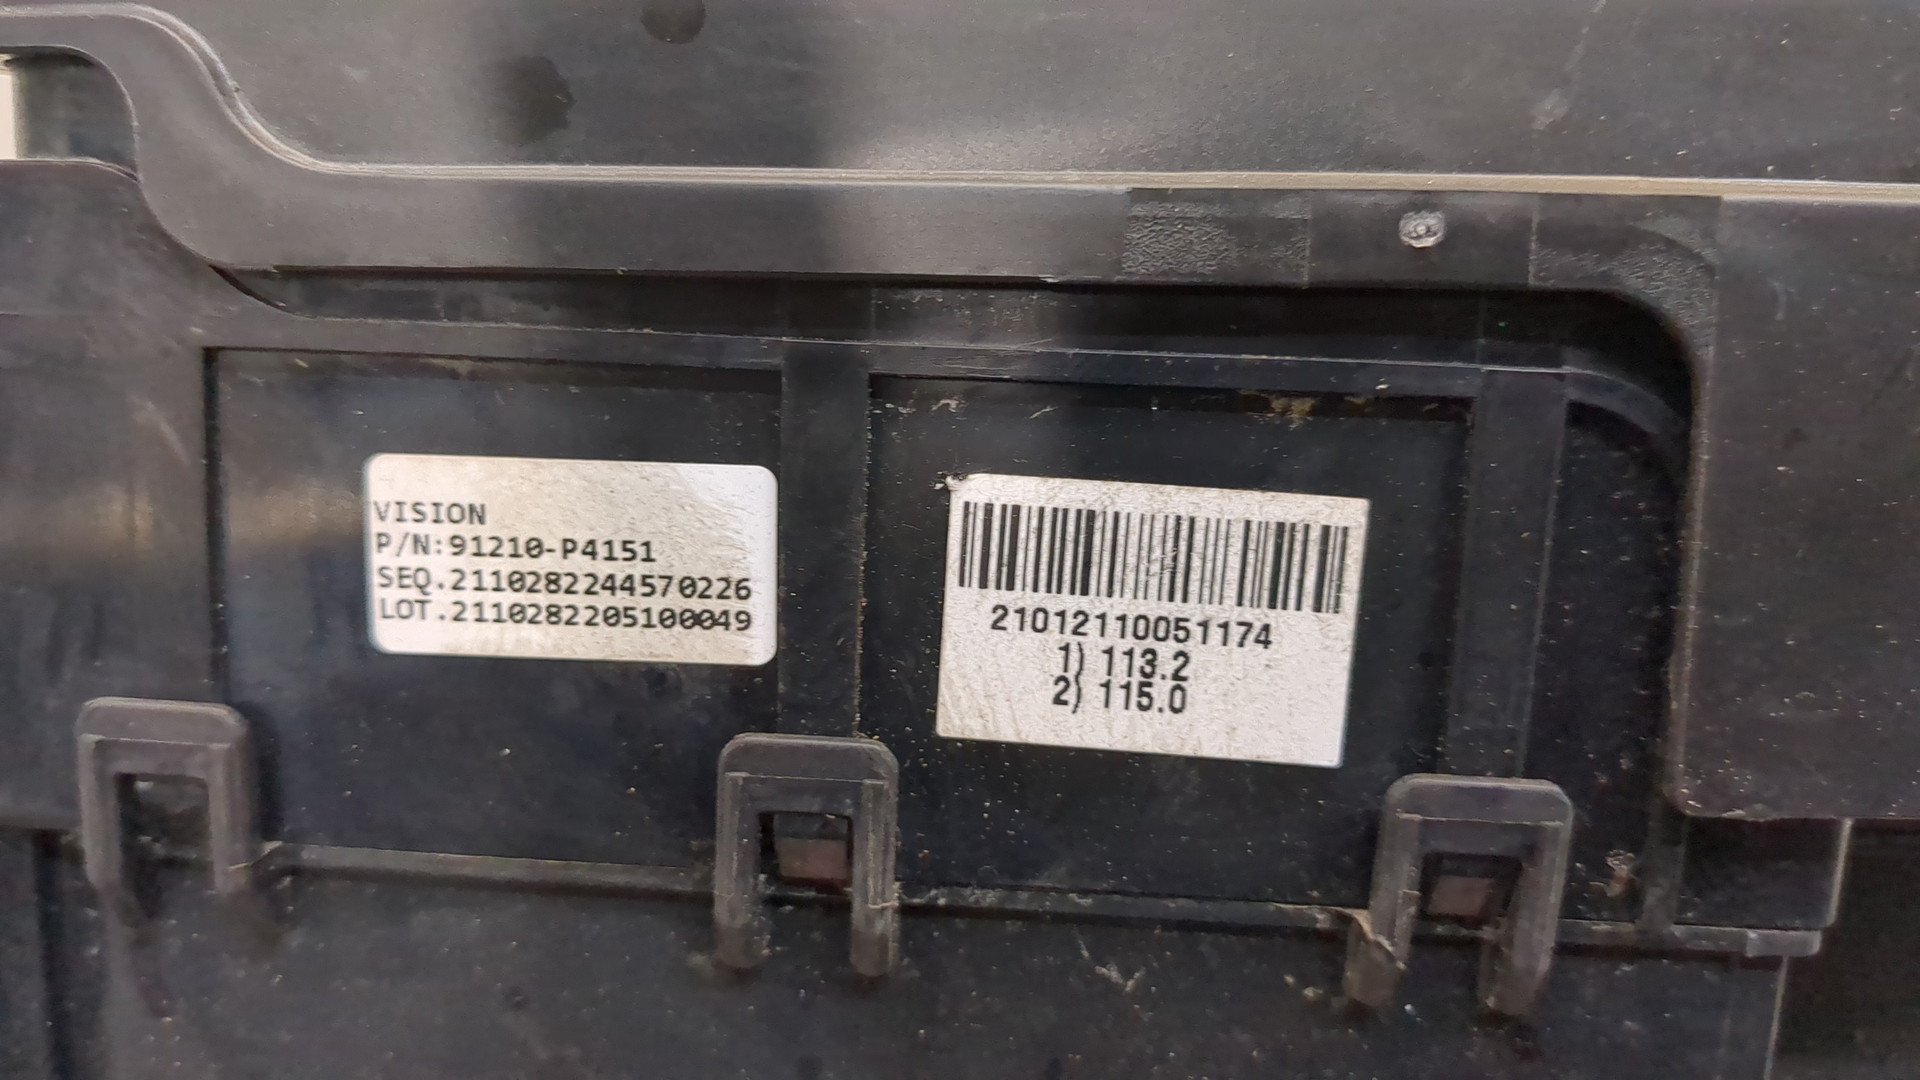 VISION
P/N:91210-P4151
SEQ.2110282244570226
LOT.2110282205100049
21012110051174
1) 113.2
2) 115.0